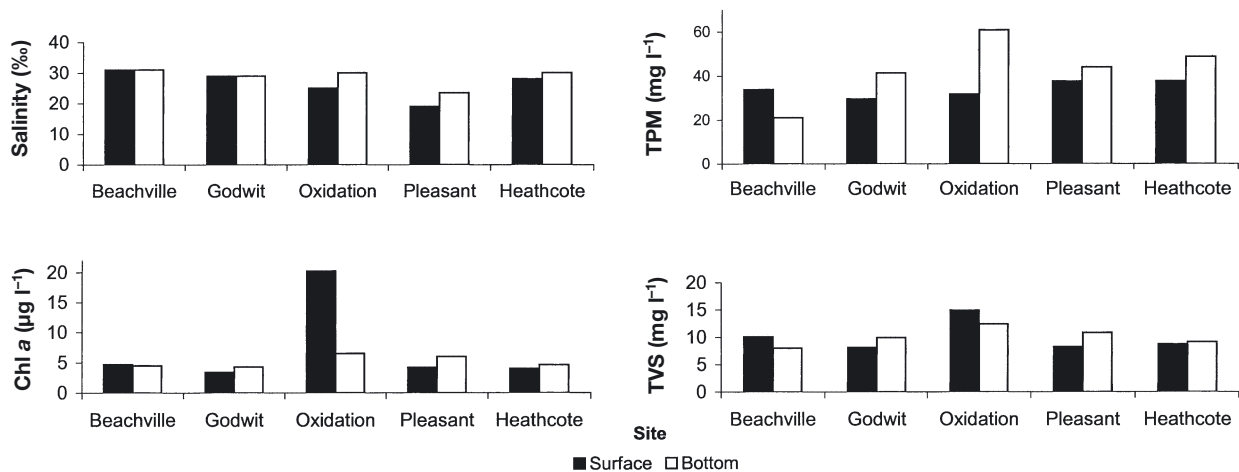 Salinity (‰)
40
30
20
10
0
Beachville Godwit Oxidation Pleasant Heathcote
TPM (mg l⁻¹)
60
40
20
0
Beachville Godwit Oxidation Pleasant Heathcote
Chl a (µg l⁻¹)
20
15
10
5
0
Beachville Godwit Oxidation Pleasant Heathcote
TVS (mg l⁻¹)
20
15
10
5
0
Beachville Godwit Oxidation Pleasant Heathcote
Site
Surface Bottom